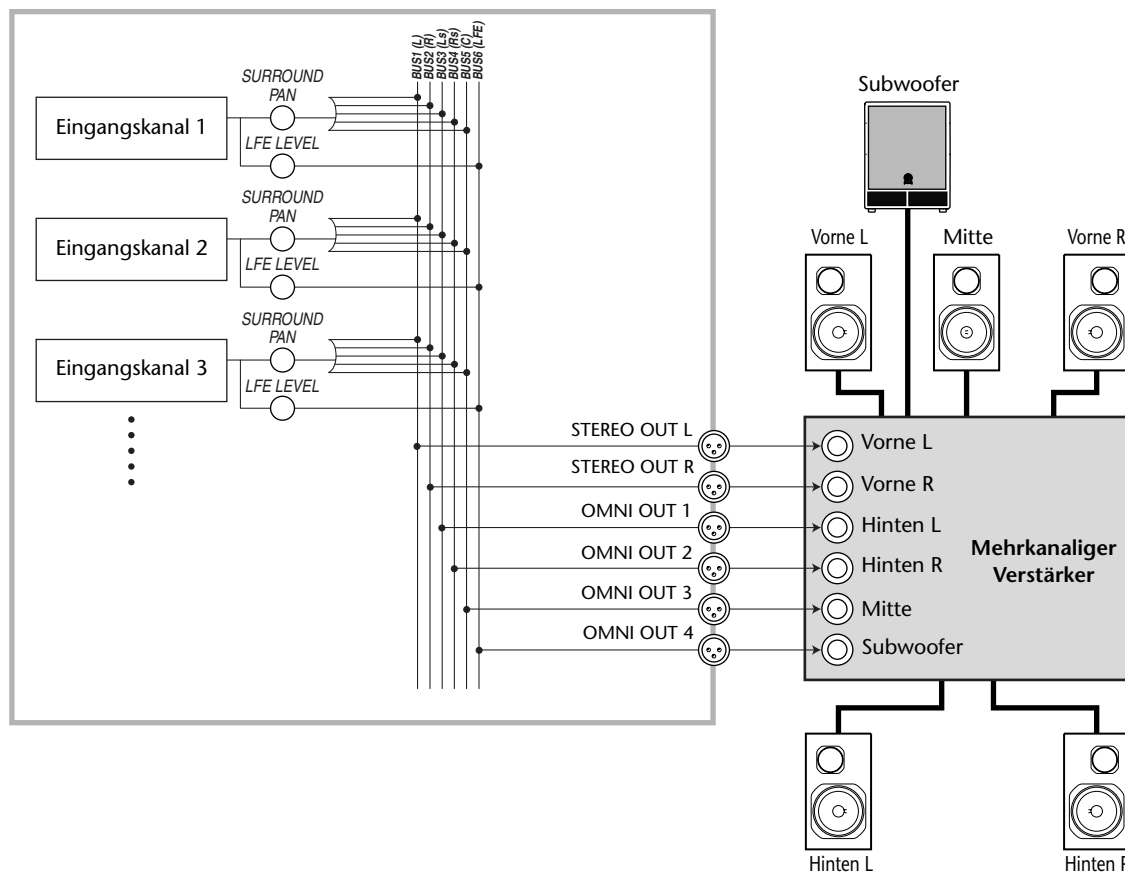 BUS1 (L)
BUS2 (R)
BUS3 (Ls)
BUS4 (Rs)
BUS5 (C)
BUS6 (LFE)
SURROUND
PAN
Eingangskanal 1
LFE LEVEL
SURROUND
PAN
Eingangskanal 2
LFE LEVEL
SURROUND
PAN
Eingangskanal 3
LFE LEVEL
STEREO OUT L
STEREO OUT R
OMNI OUT 1
OMNI OUT 2
OMNI OUT 3
OMNI OUT 4
Subwoofer
Vorne L
Mitte
Vorne R
Vorne L
Vorne R
Hinten L
Hinten R
Mitte
Subwoofer
Mehrkanaliger
Verstärker
Hinten L
Hinten R